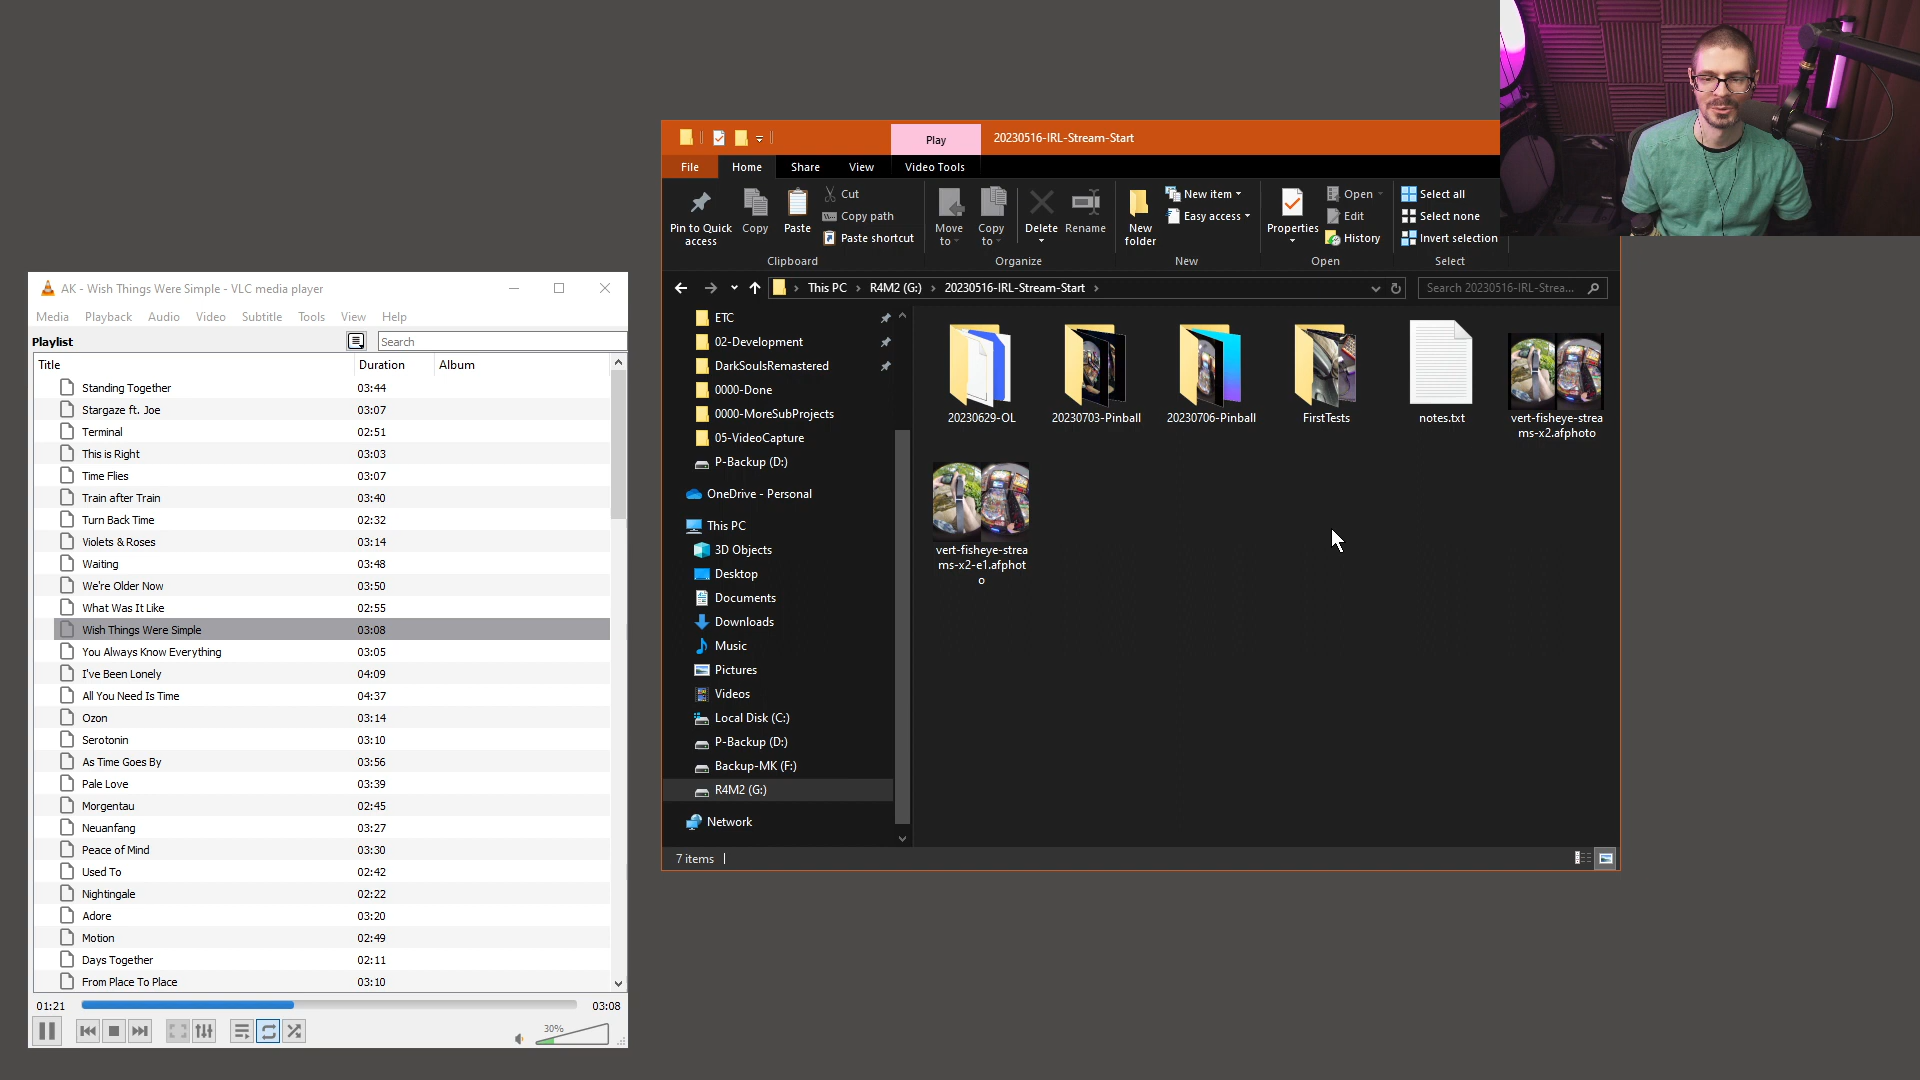 AK - Wish Things Were Simple - VLC media player
Media Playback Audio Video Subtitle Tools View Help
Playlist
Search
Title Duration Album
Standing Together 03:44
Stargaze ft. Joe 03:07
Terminal 02:51
This is Right 03:03
Time Flies 03:07
Train after Train 03:40
Turn Back Time 02:32
Violets & Roses 03:14
Waiting 03:48
We're Older Now 03:50
What Was It Like 02:55
Wish Things Were Simple 03:08
You Always Know Everything 03:05
I've Been Lonely 04:09
All You Need Is Time 04:37
Ozon 03:14
Serotonin 03:10
As Time Goes By 03:56
Pale Love 03:39
Morgentau 02:45
Neuanfang 03:27
Peace of Mind 03:30
Used To 02:42
Nightingale 02:22
Adore 03:20
Motion 02:49
Days Together 02:11
From Place To Place 03:10
01:21 03:08
30%
Play 20230516-IRL-Stream-Start
File Home Share View Video Tools
Pin to Quick access
Copy
Paste
Cut
Copy path
Paste shortcut
Clipboard
Move to
Copy to
Delete
Rename
Organize
New folder
New item
Easy access
New
Properties
Open
Edit
History
Open
Select all
Select none
Invert selection
Select
This PC R4M2 (G:) 20230516-IRL-Stream-Start
Search 20230516-IRL-Strea...
ETC
02-Development
DarkSoulsRemastered
0000-Done
0000-MoreSubProjects
05-VideoCapture
P-Backup (D:)
OneDrive - Personal
This PC
3D Objects
Desktop
Documents
Downloads
Music
Pictures
Videos
Local Disk (C:)
P-Backup (D:)
Backup-MK (F:)
R4M2 (G:)
Network
20230629-OL
20230703-Pinball
20230706-Pinball
FirstTests
notes.txt
vert-fisheye-strea
ms-x2.afphoto
vert-fisheye-strea
ms-x2-e1.afphot
o
7 items